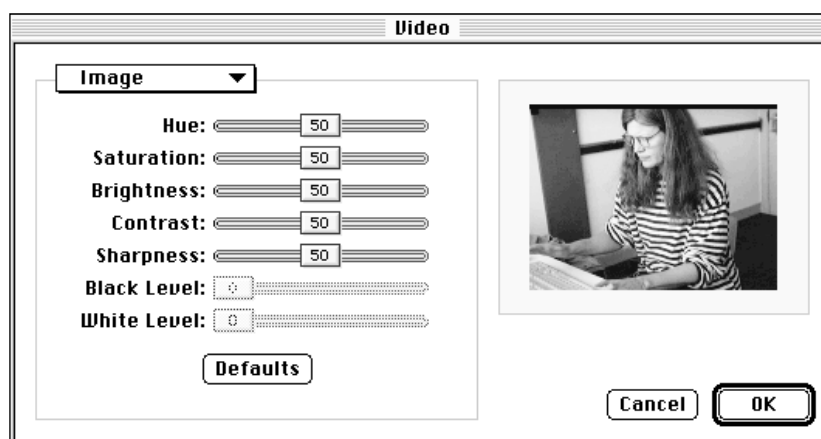 Video
Image
Hue: 50
Saturation: 50
Brightness: 50
Contrast: 50
Sharpness: 50
Black Level: 0
White Level: 0
Defaults
Cancel OK